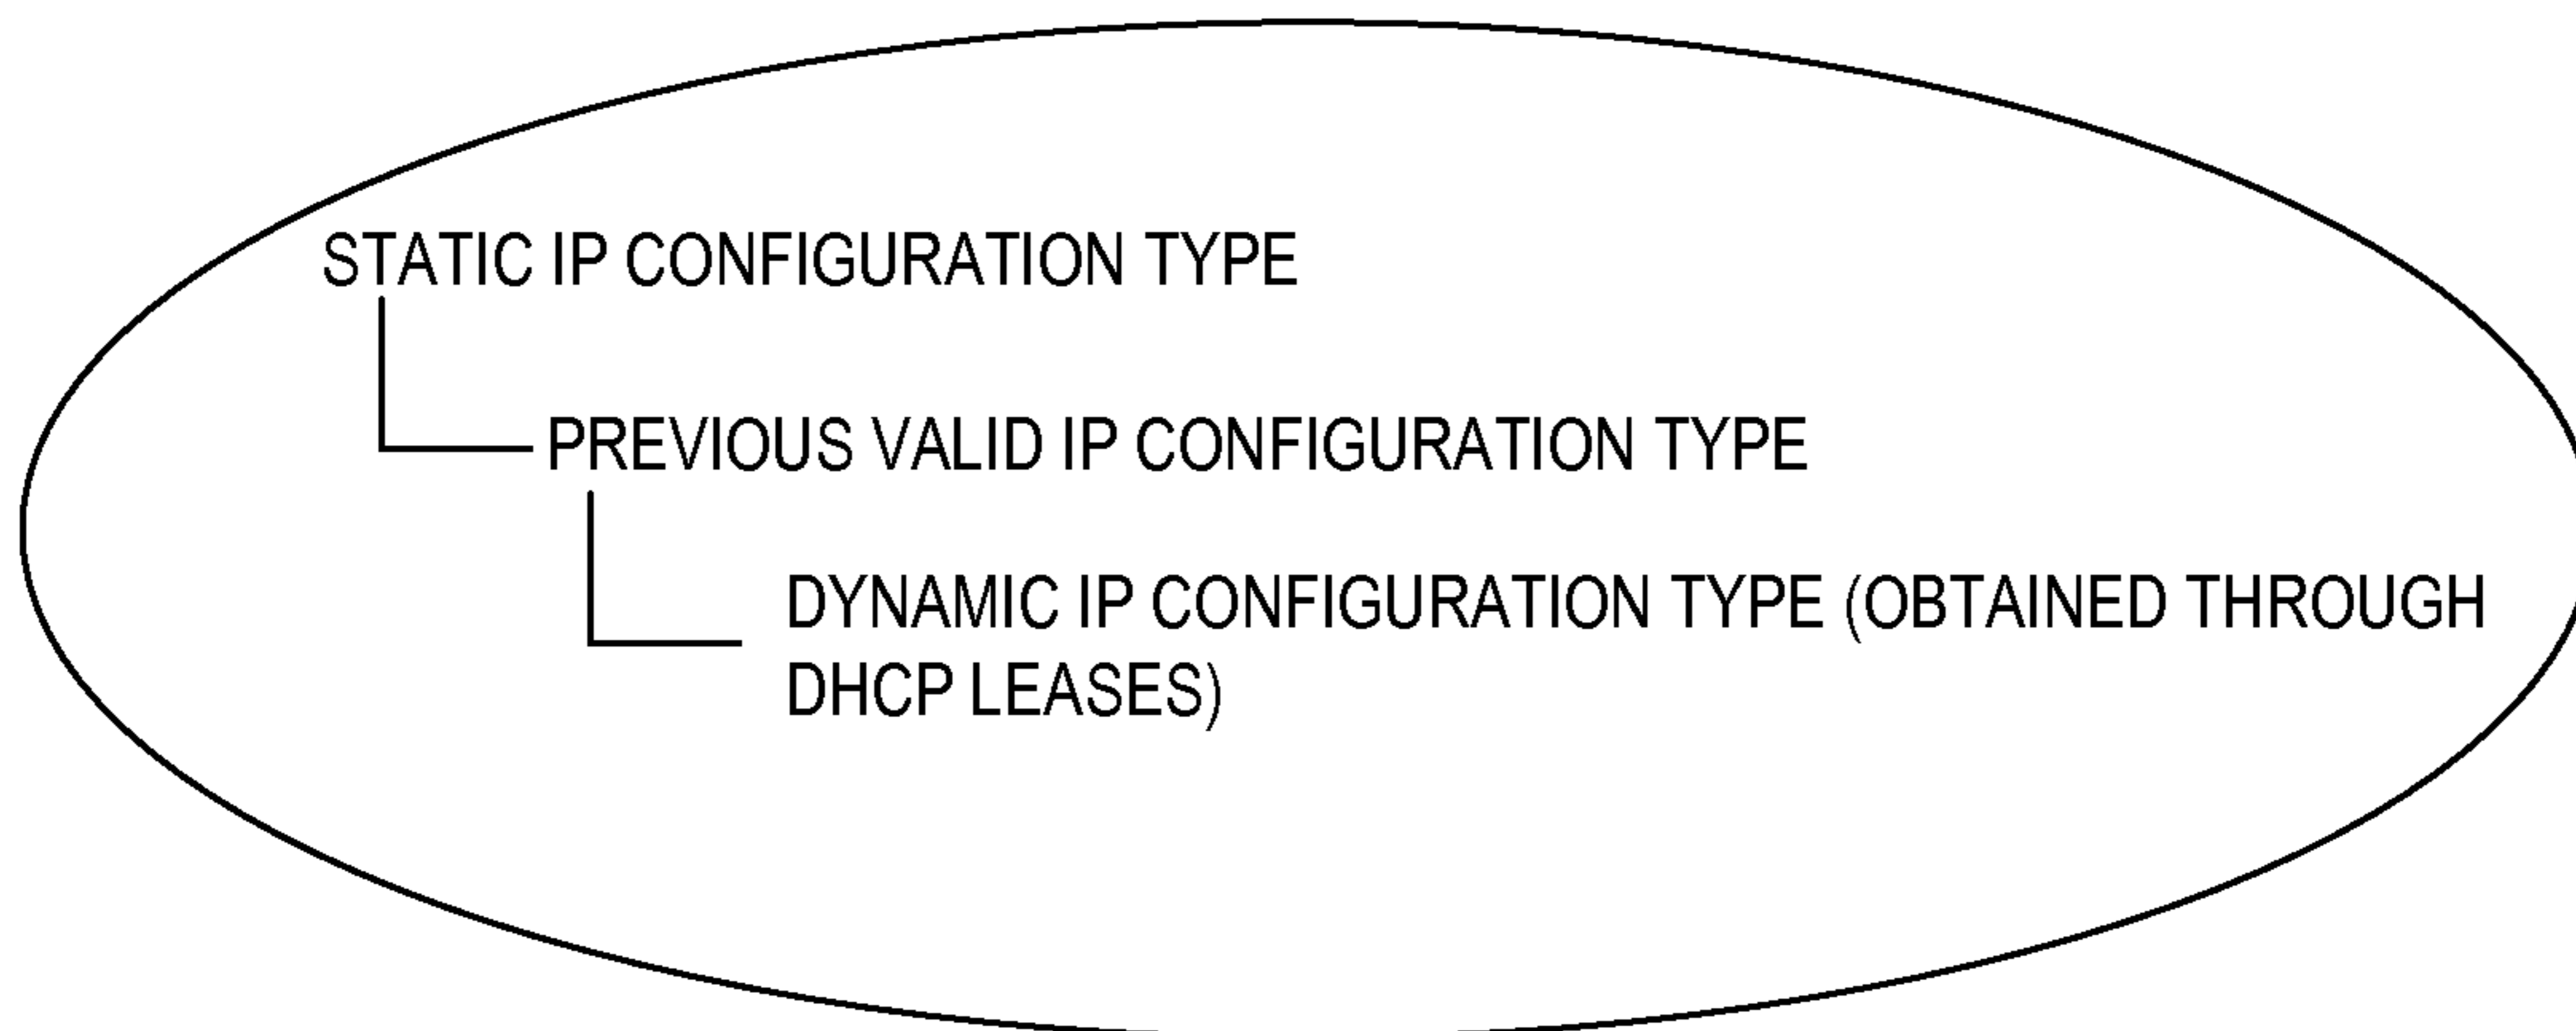 STATIC IP CONFIGURATION TYPE
PREVIOUS VALID IP CONFIGURATION TYPE
DYNAMIC IP CONFIGURATION TYPE (OBTAINED THROUGH
DHCP LEASES)